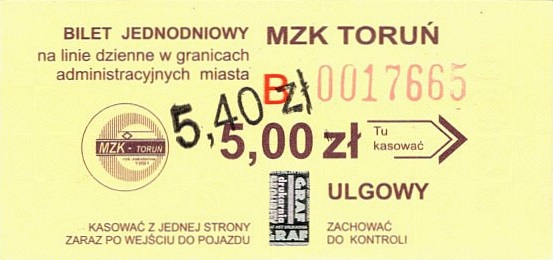 BILET JEDNODNIOWY
na linie dzienne w granicach
administracyjnych miasta
MZK TORUŃ
B 0017665
5,40 zł
5,00 zł
Tu
kasować
MZK - TORUŃ
ULGOWY
GRAF
KASOWAĆ Z JEDNEJ STRONY
ZARAZ PO WEJŚCIU DO POJAZDU
ZACHOWAĆ
DO KONTROLI